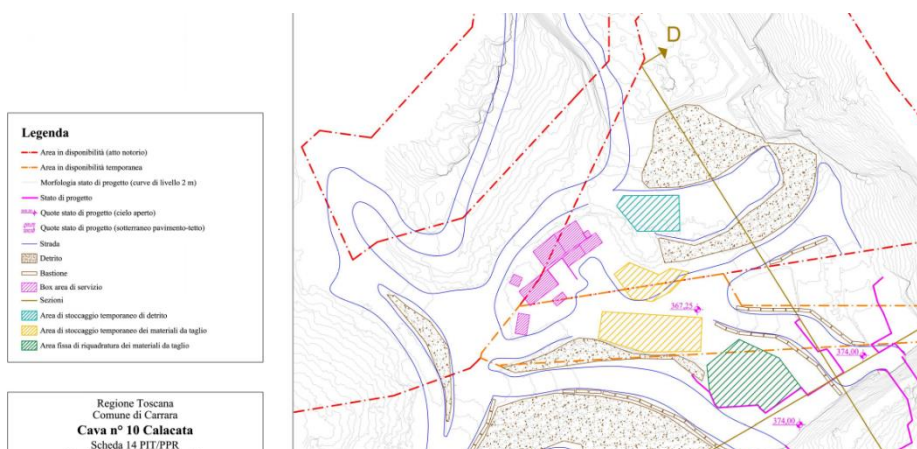 Legenda
Area in disponibilità (atto notorio)
Area in disponibilità temporanea
Morfologia stato di progetto (curve di livello 2 m)
Stato di progetto
Quote stato di progetto (cielo aperto)
Quote stato di progetto (sotterraneo pavimento-tetto)
Strada
Detrito
Bastione
Box area di servizio
Sezioni
Area di stoccaggio temporaneo di detrito
Area di stoccaggio temporaneo dei materiali da taglio
Area fissa di riquadratura dei materiali da taglio
Regione Toscana
Comune di Carrara
Cava n° 10 Calacata
Scheda 14 PIT/PPR
D
367,25
374,00
374,00